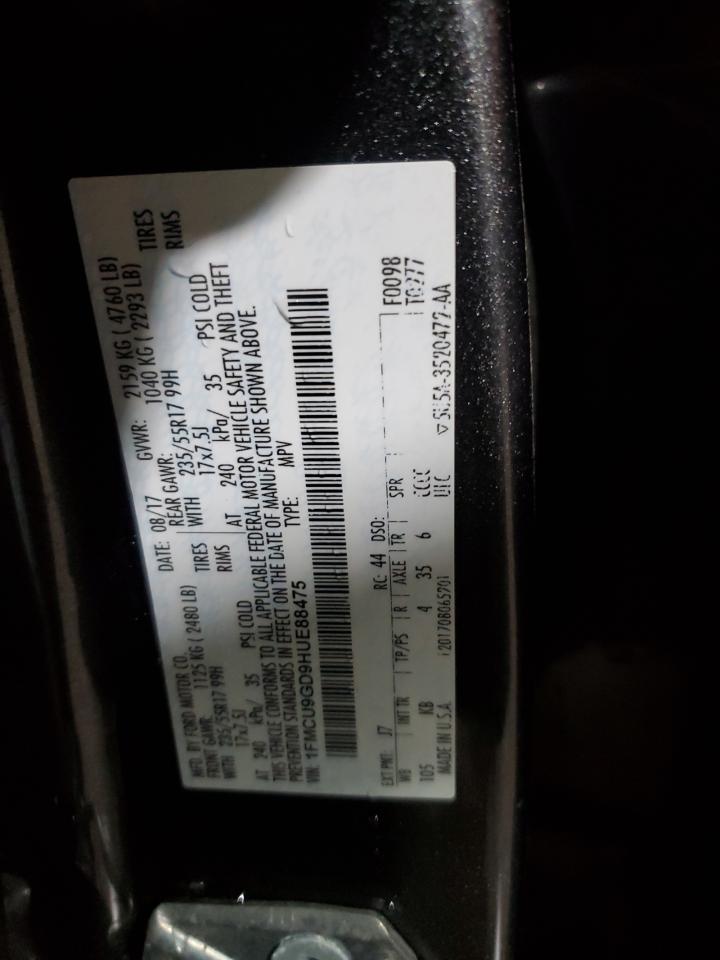 MFD. BY FORD MOTOR CO.
DATE: 08/17 GVWR: 2159 KG ( 4760 LB)
FRONT GAWR: 1125 KG ( 2480 LB) REAR GAWR: 1040 KG ( 2293 LB)
WITH 235/55R17 99H TIRES WITH 235/55R17 99H TIRES
17x7.5J RIMS 17x7.5J RIMS
AT 240 kPa/ 35 PSI COLD AT 240 kPa/ 35 PSI COLD
THIS VEHICLE CONFORMS TO ALL APPLICABLE FEDERAL MOTOR VEHICLE SAFETY AND THEFT
PREVENTION STANDARDS IN EFFECT ON THE DATE OF MANUFACTURE SHOWN ABOVE.
VIN: 1FMCU9GD9HUE88475 TYPE: MPV
EXT PNT: J7 RC: 44 DSO: F0098
WB INT TR TP/PS R AXLE TR SPR T0277
105 KB 4 35 6
MADE IN U.S.A.